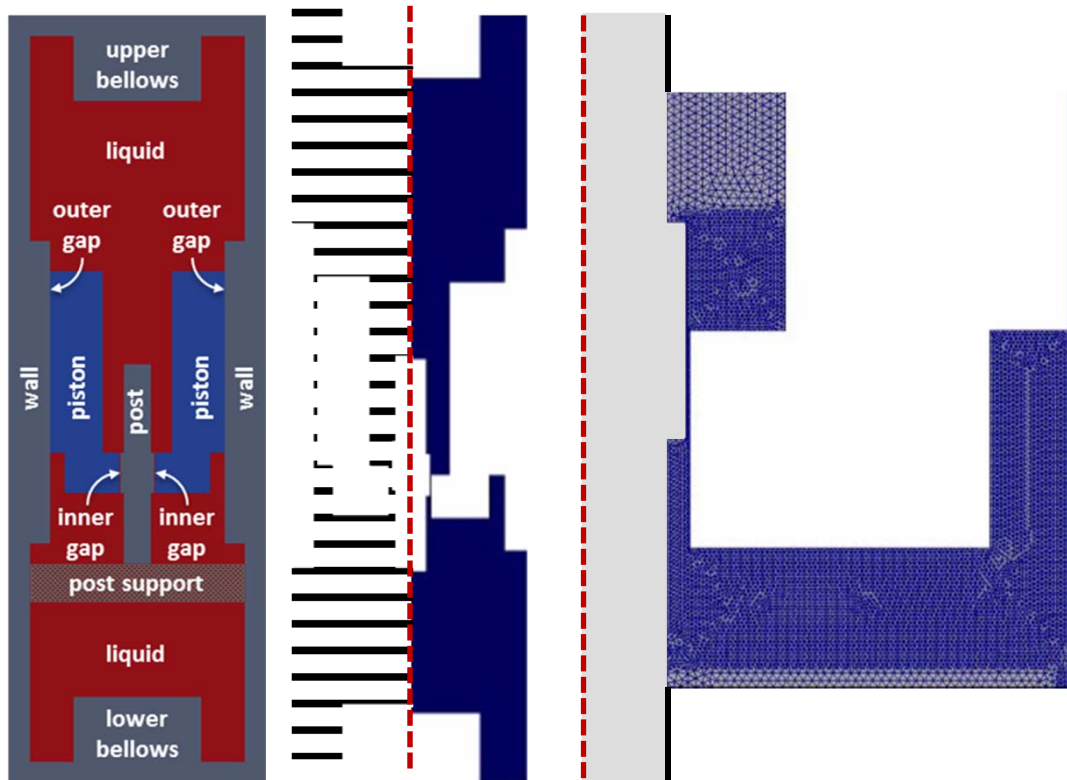 upper
bellows
liquid
outer
gap
outer
gap
wall
piston
post
piston
wall
inner
gap
inner
gap
post support
liquid
lower
bellows